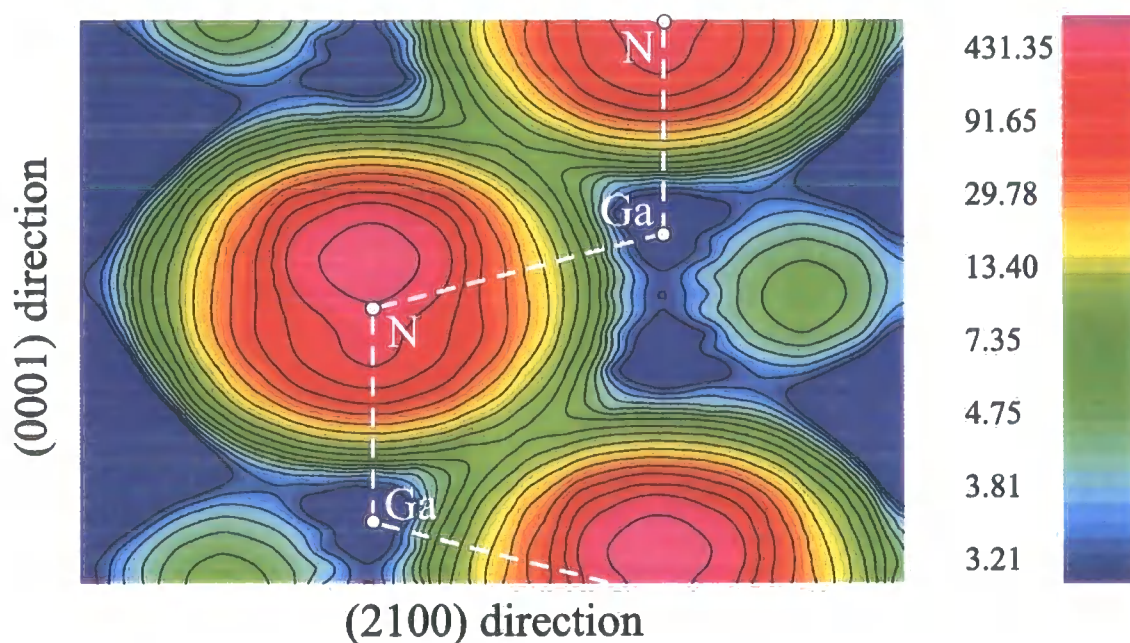 N
Ga
N
Ga
(0001) direction
(2100) direction
431.35
91.65
29.78
13.40
7.35
4.75
3.81
3.21